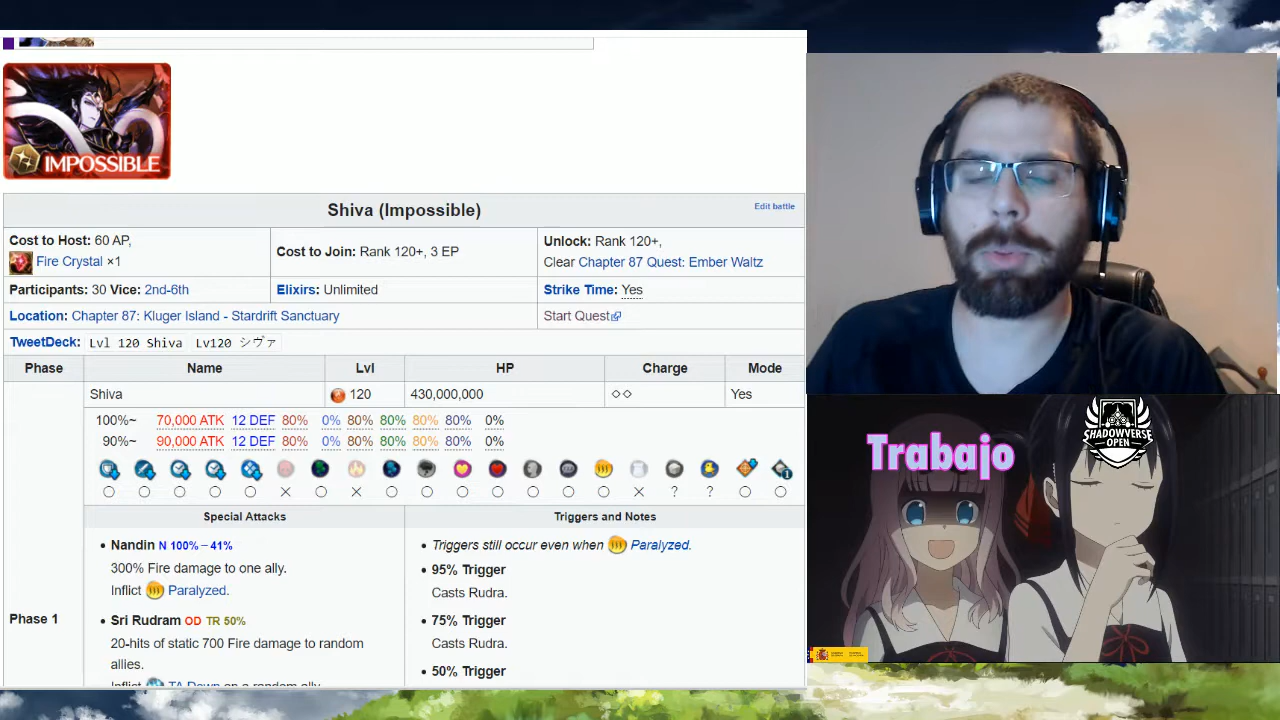 IMPOSSIBLE
Shiva (Impossible)
Edit battle
Cost to Host: 60 AP,
Fire Crystal ×1
Cost to Join: Rank 120+, 3 EP
Unlock: Rank 120+,
Clear Chapter 87 Quest: Ember Waltz
Participants: 30 Vice: 2nd-6th
Elixirs: Unlimited
Strike Time: Yes
Location: Chapter 87: Kluger Island - Stardrift Sanctuary
Start Quest
TweetDeck: Lvl 120 Shiva Lv120 シヴァ
Phase Name Lvl HP Charge Mode
Shiva 120 430,000,000 ◇◇ Yes
100%~ 70,000 ATK 12 DEF 80% 0% 80% 80% 80% 80% 0%
90%~ 90,000 ATK 12 DEF 80% 0% 80% 80% 80% 80% 0%
1
○ ○ ○ ○ ○ × ○ × ○ ○ ○ ○ ○ ○ ○ × ? ? ○ ○
Special Attacks
Triggers and Notes
Phase 1
• Nandin N 100%–41%
300% Fire damage to one ally.
Inflict Paralyzed.
• Sri Rudram OD TR 50%
20-hits of static 700 Fire damage to random
allies.
Inflict TA Down on a random ally
• Triggers still occur even when Paralyzed.
• 95% Trigger
Casts Rudra.
• 75% Trigger
Casts Rudra.
• 50% Trigger
Trabajo
SHADOWVERSE
OPEN